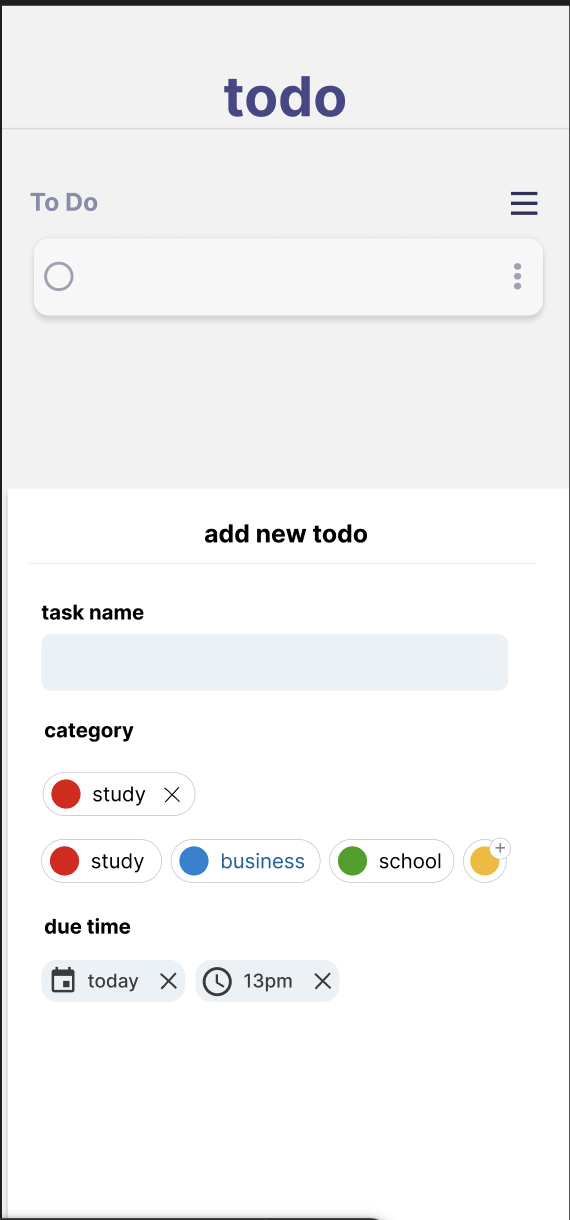 todo
To Do
add new todo
task name
category
study
study business school
due time
today 13pm